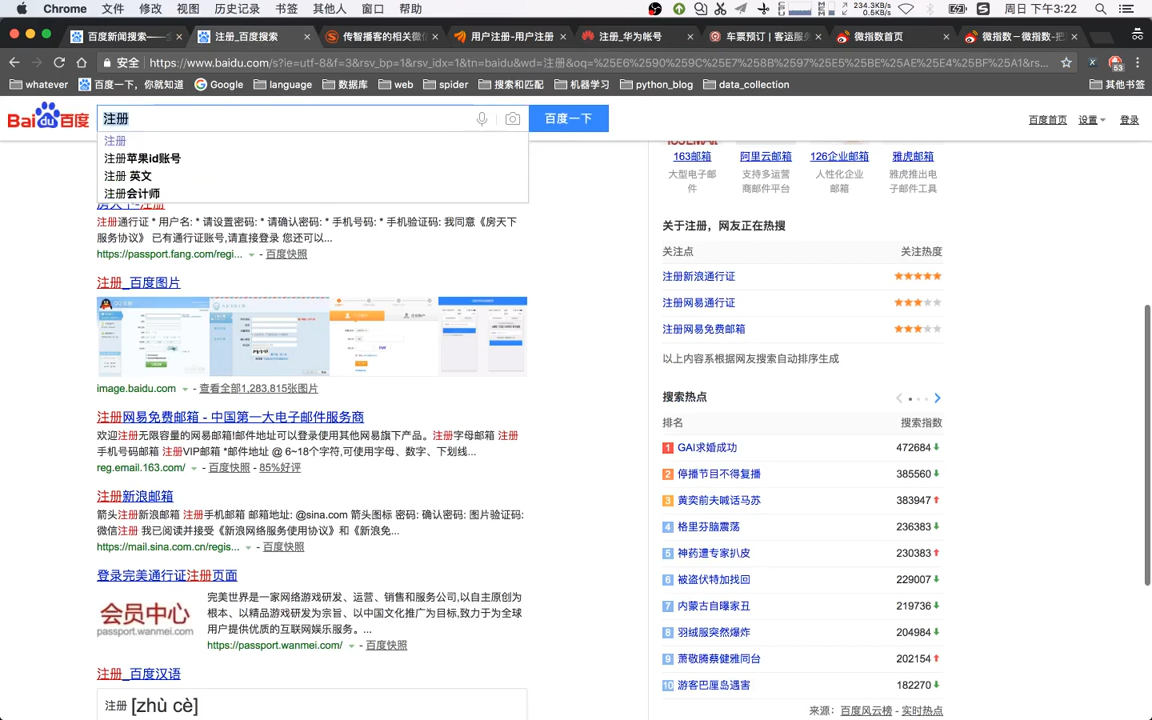 Chrome 文件 修改 视图 历史记录 书签 其他人 窗口 帮助 234.3KB/s 0.5KB/s 周日 下午3:22
百度新闻搜索—— 注册_百度搜索 传智播客的相关微 用户注册-用户注册 注册_华为帐号 车票预订 | 客运服务 微指数首页 微指数－微指数-把
安全 https://www.baidu.com/s?ie=utf-8&f=3&rsv_bp=1&rsv_idx=1&tn=baidu&wd=注册&oq=%25E6%2590%259C%25E7%258B%2597%25E5%25BE%25AE%25E4%25BF%25A1&rs... 53
whatever 百度一下，你就知道 Google language 数据库 web spider 搜索和匹配 机器学习 python_blog data_collection 其他书签
Bai百度 注册 百度一下 百度首页 设置 登录
注册
注册苹果id账号
注册 英文
注册会计师
房天下-注册
注册通行证 * 用户名: * 请设置密码: * 请确认密码: * 手机号码: * 手机验证码: 我同意《房天下
服务协议》 已有通行证账号,请直接登录 您还可以...
https://passport.fang.com/regi... - 百度快照
注册_百度图片
image.baidu.com - 查看全部1,283,815张图片
注册网易免费邮箱 - 中国第一大电子邮件服务商
欢迎注册无限容量的网易邮箱!邮件地址可以登录使用其他网易旗下产品。注册字母邮箱 注册
手机号码邮箱 注册VIP邮箱 *邮件地址 @ 6~18个字符,可使用字母、数字、下划线...
reg.email.163.com/ - 百度快照 - 85%好评
注册新浪邮箱
箭头注册新浪邮箱 注册手机邮箱 邮箱地址: @sina.com 箭头图标 密码: 确认密码: 图片验证码:
微信注册 我已阅读并接受《新浪网络服务使用协议》和《新浪免...
https://mail.sina.com.cn/regis... - 百度快照
登录完美通行证注册页面
会员中心
passport.wanmei.com
完美世界是一家网络游戏研发、运营、销售和服务公司,以自主原创为
根本、以精品游戏研发为宗旨、以中国文化推广为目标,致力于为全球
用户提供优质的互联网娱乐服务。...
https://passport.wanmei.com/ - 百度快照
注册_百度汉语
注册 [zhù cè]
163邮箱 阿里云邮箱 126企业邮箱 雅虎邮箱
大型电子邮件 支持多运营商邮件平台 人性化企业邮箱 雅虎推出电子邮件工具
关于注册，网友正在热搜
关注点 关注热度
注册新浪通行证
注册网易通行证
注册网易免费邮箱
以上内容系根据网友搜索自动排序生成
搜索热点
排名 搜索指数
1 GAI求婚成功 472684
2 停播节目不得复播 385560
3 黄奕前夫喊话马苏 383947
4 格里芬脑震荡 236383
5 神药遭专家扒皮 230383
6 被盗伏特加找回 229007
7 内蒙古自曝家丑 219736
8 羽绒服突然爆炸 204984
9 萧敬腾蔡健雅同台 202154
10 游客巴厘岛遇害 182270
来源：百度风云榜 - 实时热点